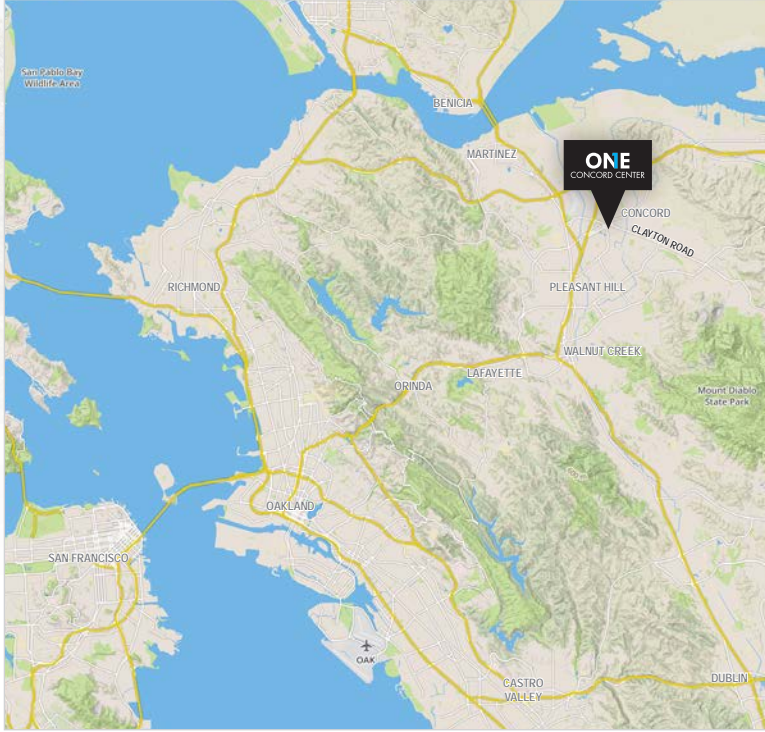 San Pablo Bay
Wildlife Area
BENICIA
MARTINEZ
ONE
CONCORD CENTER
CONCORD
CLAYTON ROAD
RICHMOND
PLEASANT HILL
WALNUT CREEK
LAFAYETTE
ORINDA
Mount Diablo
State Park
OAKLAND
SAN FRANCISCO
OAK
CASTRO
VALLEY
DUBLIN